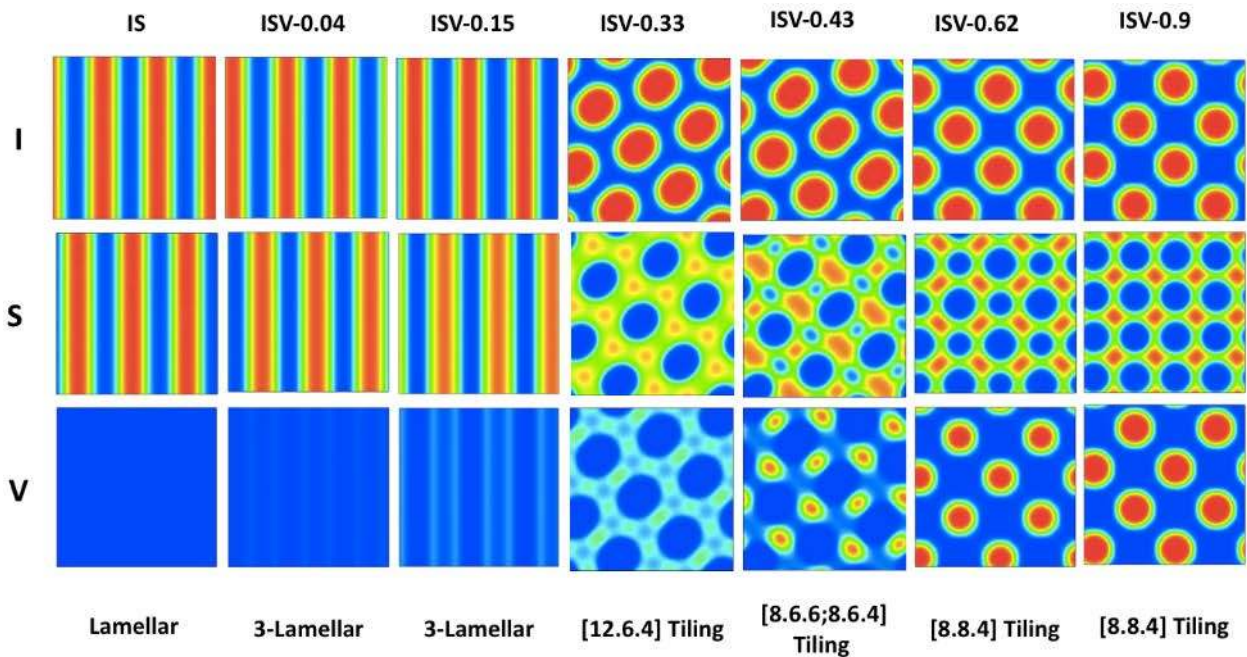 IS ISV-0.04 ISV-0.15 ISV-0.33 ISV-0.43 ISV-0.62 ISV-0.9
I
S
V
Lamellar 3-Lamellar 3-Lamellar [12.6.4] Tiling [8.6.6;8.6.4] [8.8.4] Tiling [8.8.4] Tiling
Tiling